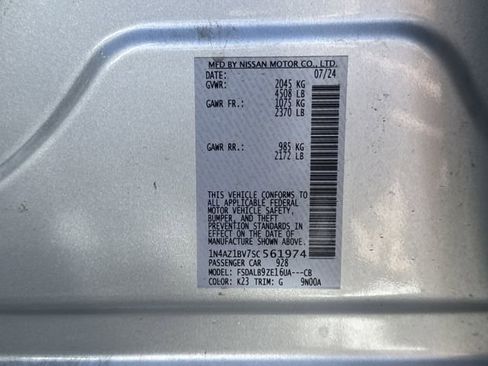 MFD BY NISSAN MOTOR CO., LTD.
DATE: 07/24
GVWR: 2045 KG
4508 LB
GAWR FR.: 1075 KG
2370 LB
GAWR RR.: 985 KG
2172 LB
THIS VEHICLE CONFORMS TO
ALL APPLICABLE FEDERAL
MOTOR VEHICLE SAFETY,
BUMPER, AND THEFT
PREVENTION STANDARDS IN
EFFECT ON THE DATE OF
MANUFACTURE SHOWN ABOVE.
1N4AZ1BV7SC561974
PASSENGER CAR 928
MODEL: FSDALB9ZE16UA---CB
COLOR: K23 TRIM: G 9N00A